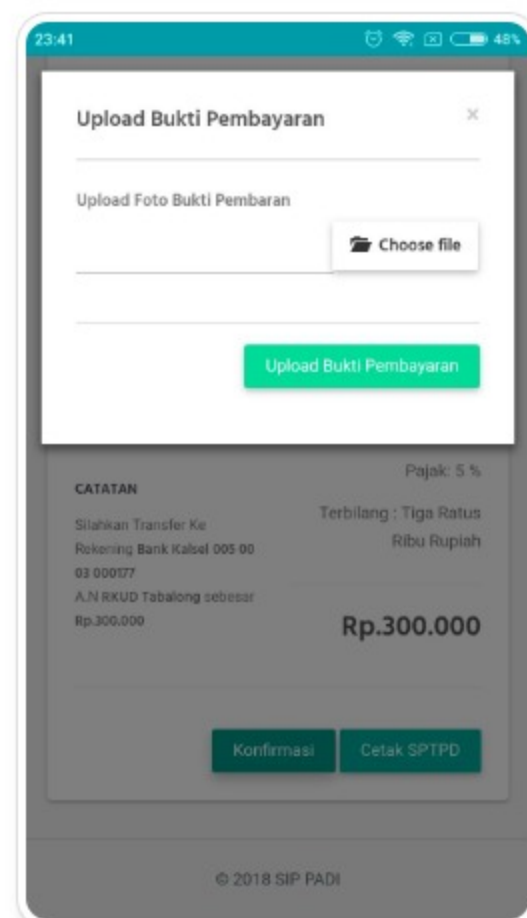 23:41
48%
Upload Bukti Pembayaran
×
Upload Foto Bukti Pembaran
Choose file
Upload Bukti Pembayaran
Pajak: 5 %
Terbilang : Tiga Ratus
Ribu Rupiah
Rp.300.000
CATATAN
Silahkan Transfer Ke
Rekening Bank Kalsel 005 00
03 000177
A.N RKUD Tabalong sebesar
Rp.300.000
Konfirmasi
Cetak SPTPD
© 2018 SIP PADI